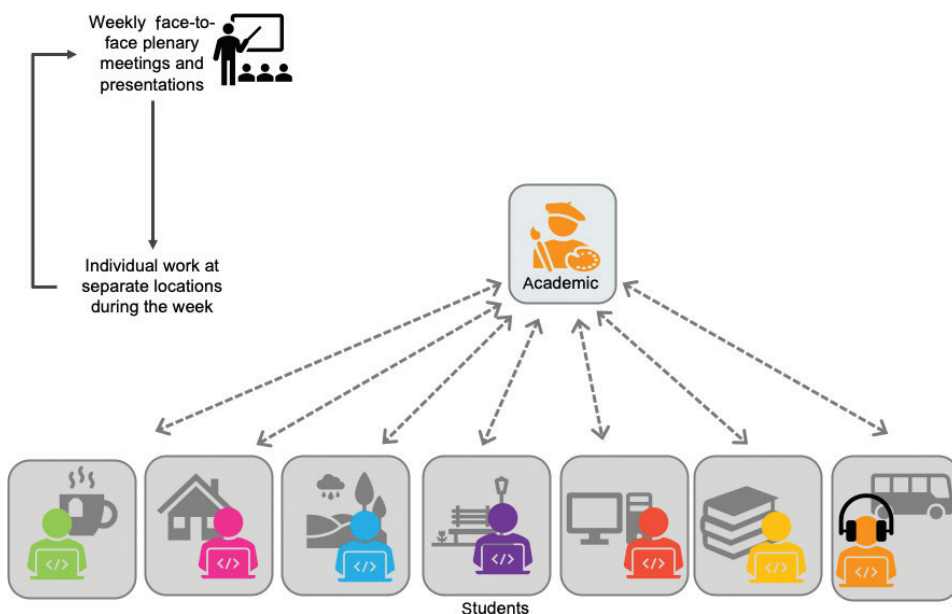 Weekly face-to-
face plenary
meetings and
presentations
Individual work at
separate locations
during the week
Academic
</>
</>
</>
</>
</>
</>
</>
Students